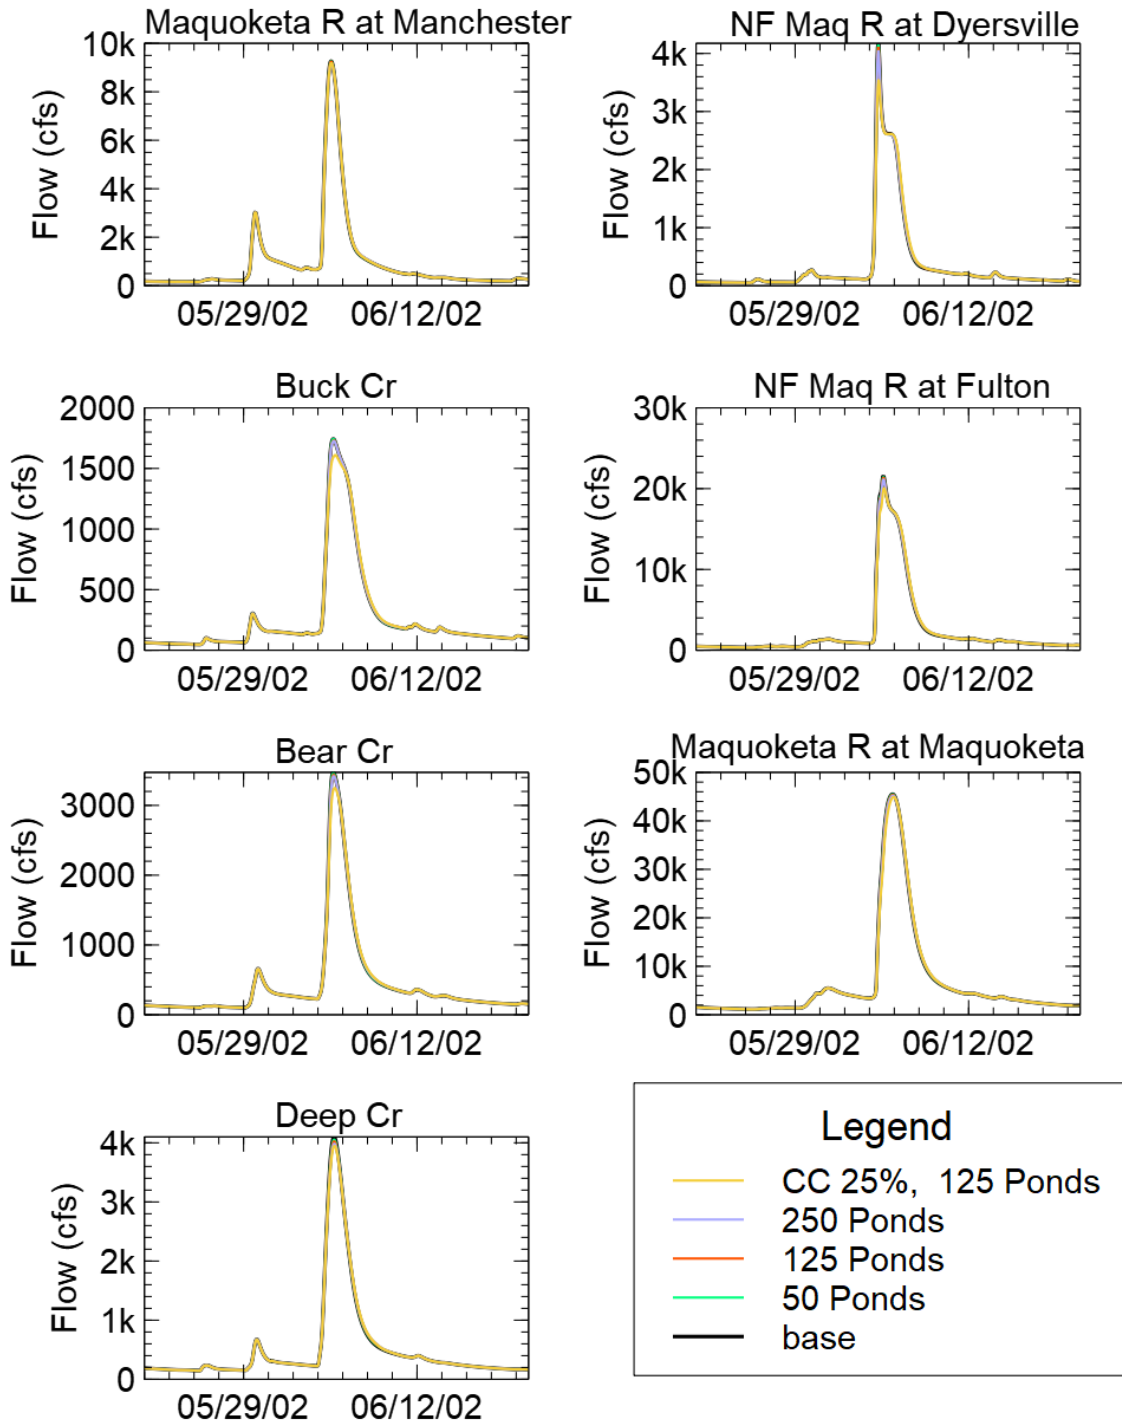 Maquoketa R at Manchester
10k
8k
6k
4k
2k
0
Flow (cfs)
05/29/02 06/12/02
NF Maq R at Dyersville
4k
3k
2k
1k
0
Flow (cfs)
05/29/02 06/12/02
Buck Cr
2000
1500
1000
500
0
Flow (cfs)
05/29/02 06/12/02
NF Maq R at Fulton
30k
20k
10k
0
Flow (cfs)
05/29/02 06/12/02
Bear Cr
3000
2000
1000
0
Flow (cfs)
05/29/02 06/12/02
Maquoketa R at Maquoketa
50k
40k
30k
20k
10k
0
Flow (cfs)
05/29/02 06/12/02
Deep Cr
4k
3k
2k
1k
0
Flow (cfs)
05/29/02 06/12/02
Legend
CC 25%, 125 Ponds
250 Ponds
125 Ponds
50 Ponds
base